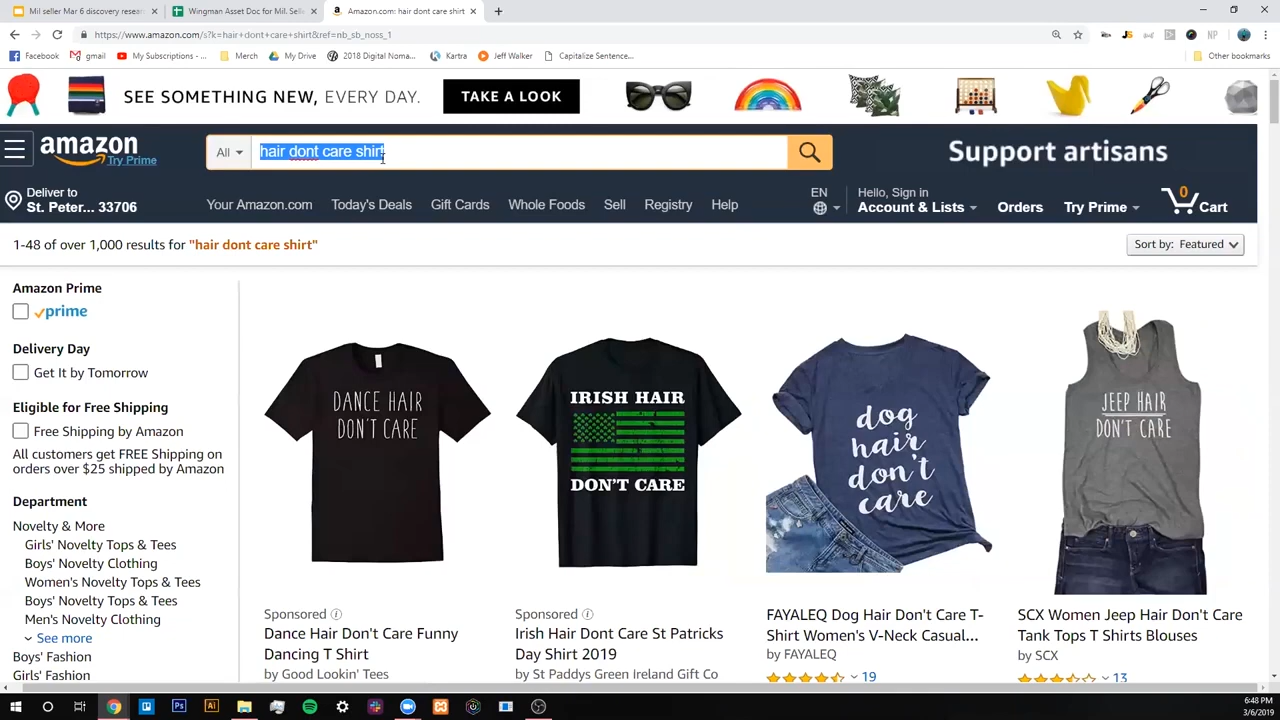 Mil seller Mar 6 discovery resear
Wingman Asset Doc for Mil. Selle
Amazon.com: hair dont care shirt
https://www.amazon.com/s?k=hair+dont+care+shirt&ref=nb_sb_noss_1
Facebook
gmail
My Subscriptions - ...
Merch
My Drive
2018 Digital Noma...
Kartra
Jeff Walker
Capitalize Sentence...
Other bookmarks
SEE SOMETHING NEW, EVERY DAY.
TAKE A LOOK
amazon
Try Prime
All
hair dont care shirt
Support artisans
Deliver to
St. Peter... 33706
Your Amazon.com
Today's Deals
Gift Cards
Whole Foods
Sell
Registry
Help
EN
Hello, Sign in
Account & Lists
Orders
Try Prime
0
Cart
1-48 of over 1,000 results for "hair dont care shirt"
Sort by: Featured
Amazon Prime
prime
Delivery Day
Get It by Tomorrow
Eligible for Free Shipping
Free Shipping by Amazon
All customers get FREE Shipping on
orders over $25 shipped by Amazon
Department
Novelty & More
Girls' Novelty Tops & Tees
Boys' Novelty Clothing
Women's Novelty Tops & Tees
Boys' Novelty Tops & Tees
Men's Novelty Clothing
See more
Boys' Fashion
Girls' Fashion
DANCE HAIR
DON'T CARE
Sponsored
Dance Hair Don't Care Funny
Dancing T Shirt
by Good Lookin' Tees
IRISH HAIR
DON'T CARE
Sponsored
Irish Hair Dont Care St Patricks
Day Shirt 2019
by St Paddys Green Ireland Gift Co
dog
hair
don't
care
FAYALEQ Dog Hair Don't Care T-
Shirt Women's V-Neck Casual...
by FAYALEQ
19
JEEP HAIR
DON'T CARE
SCX Women Jeep Hair Don't Care
Tank Tops T Shirts Blouses
by SCX
13
6:48 PM
3/6/2019